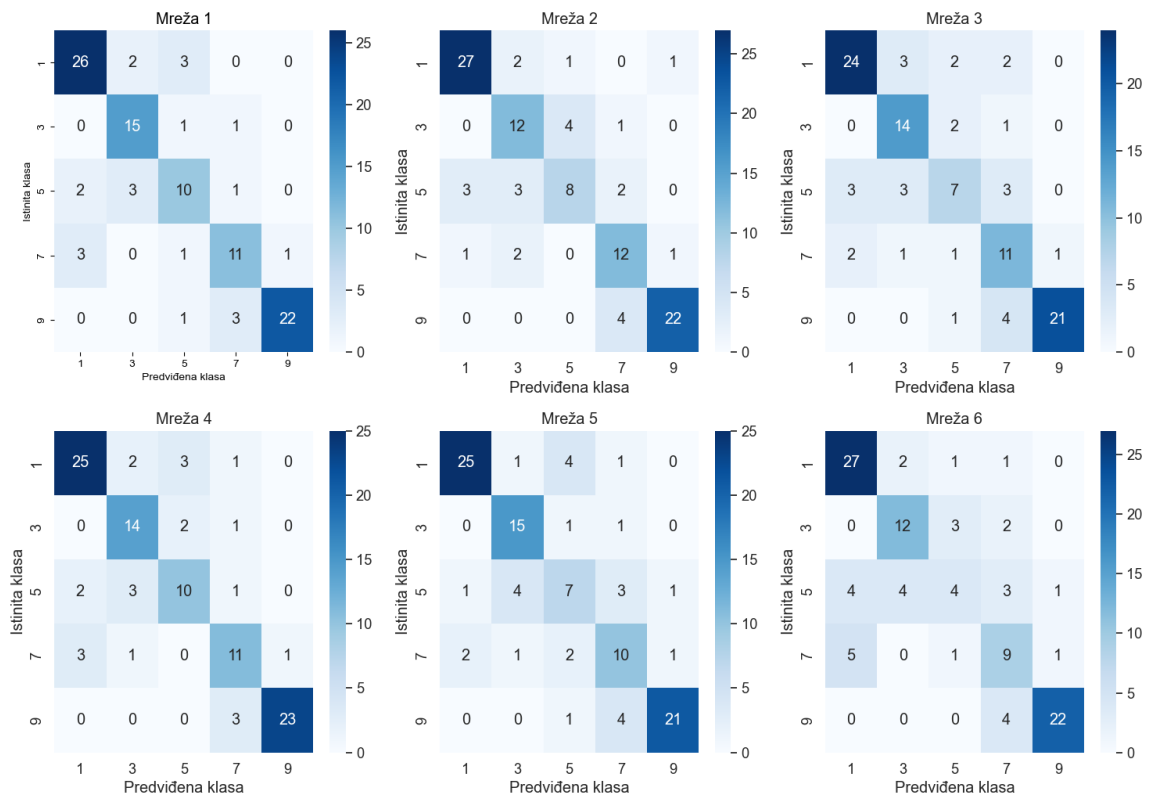 Mreža 1
Istinita klasa
1 26 2 3 0 0
3 0 15 1 1 0
5 2 3 10 1 0
7 3 0 1 11 1
9 0 0 1 3 22
1 3 5 7 9
Predviđena klasa
25
20
15
10
5
0
Mreža 2
Istinita klasa
1 27 2 1 0 1
3 0 12 4 1 0
5 3 3 8 2 0
7 1 2 0 12 1
9 0 0 0 4 22
1 3 5 7 9
Predviđena klasa
25
20
15
10
5
0
Mreža 3
Istinita klasa
1 24 3 2 2 0
3 0 14 2 1 0
5 3 3 7 3 0
7 2 1 1 11 1
9 0 0 1 4 21
1 3 5 7 9
Predviđena klasa
20
15
10
5
0
Mreža 4
Istinita klasa
1 25 2 3 1 0
3 0 14 2 1 0
5 2 3 10 1 0
7 3 1 0 11 1
9 0 0 0 3 23
1 3 5 7 9
Predviđena klasa
25
20
15
10
5
0
Mreža 5
Istinita klasa
1 25 1 4 1 0
3 0 15 1 1 0
5 1 4 7 3 1
7 2 1 2 10 1
9 0 0 1 4 21
1 3 5 7 9
Predviđena klasa
25
20
15
10
5
0
Mreža 6
Istinita klasa
1 27 2 1 1 0
3 0 12 3 2 0
5 4 4 4 3 1
7 5 0 1 9 1
9 0 0 0 4 22
1 3 5 7 9
Predviđena klasa
25
20
15
10
5
0